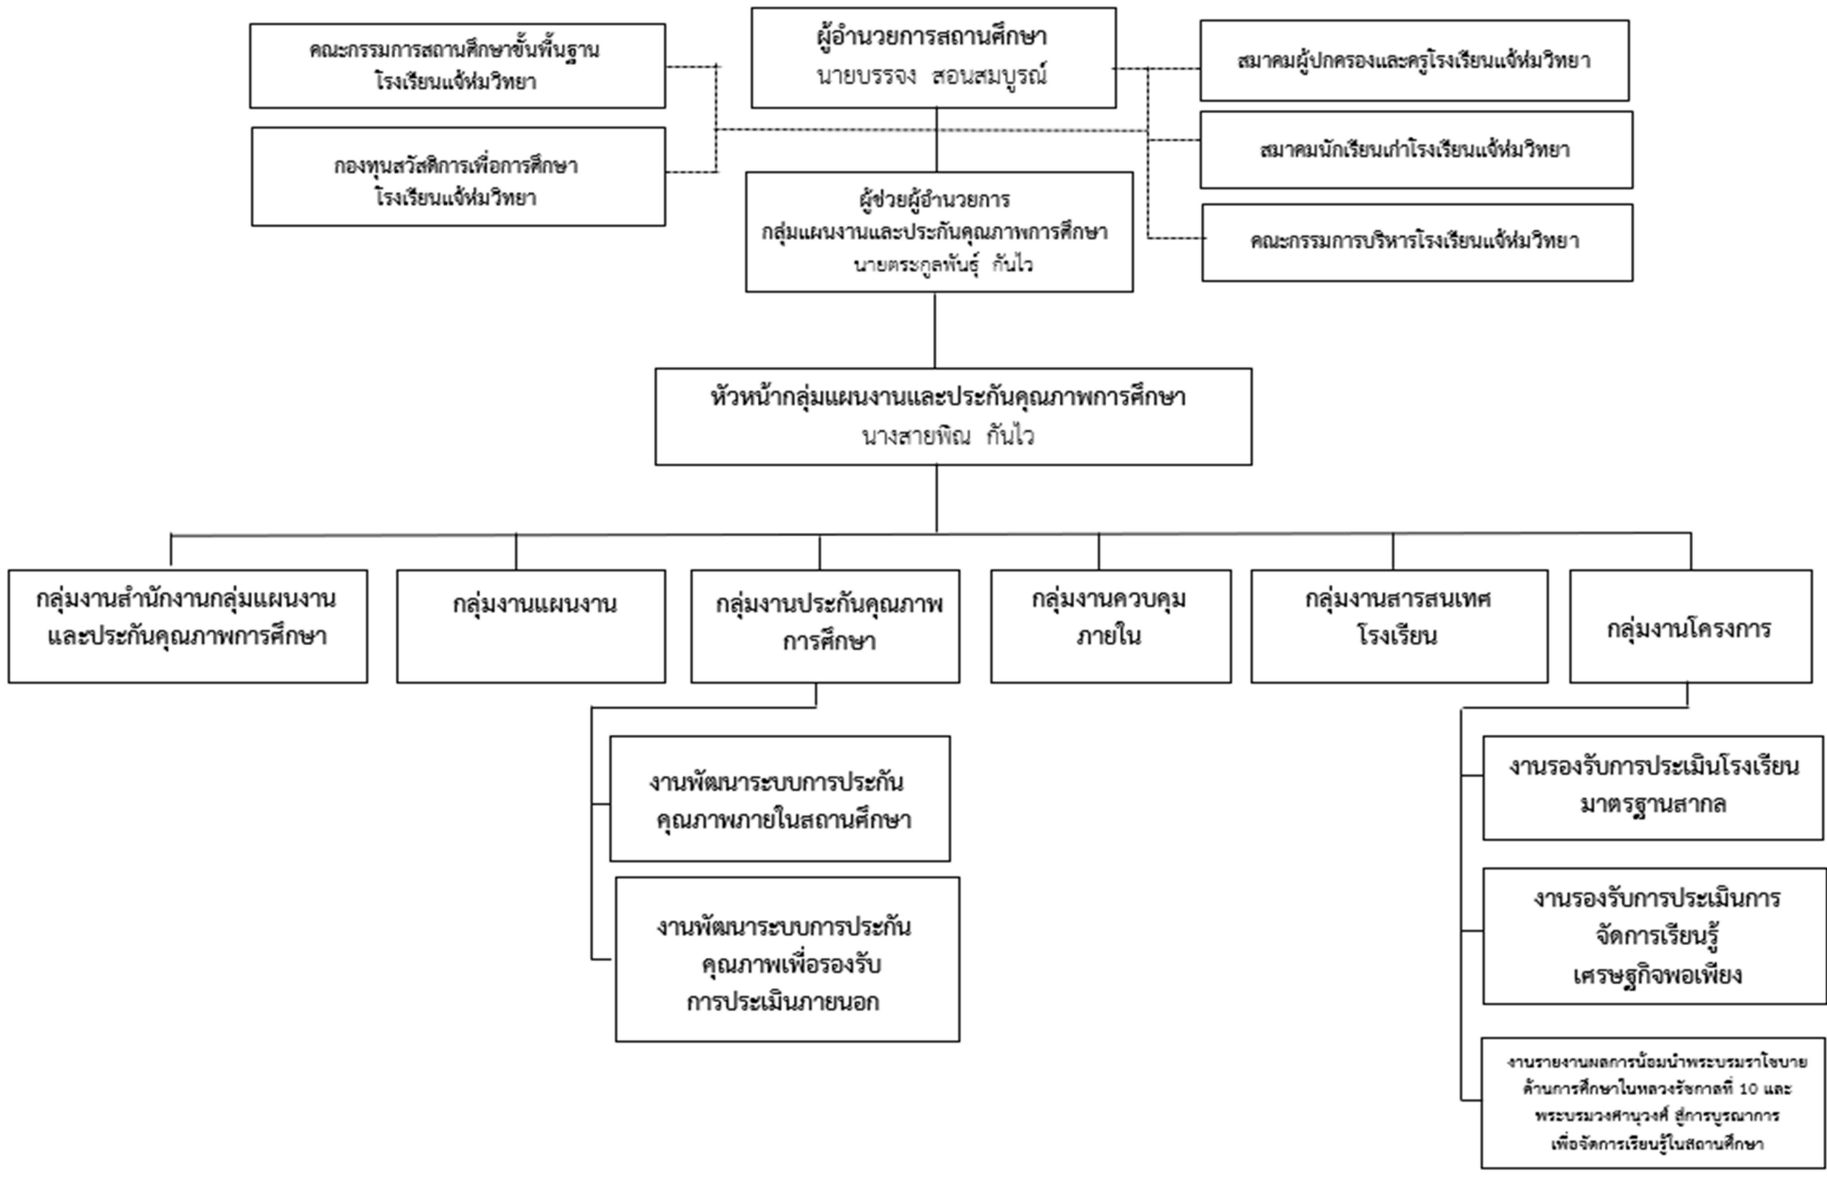 ผู้อำนวยการสถานศึกษา
นายบรรจง สอนสมบูรณ์
คณะกรรมการสถานศึกษาขั้นพื้นฐาน
โรงเรียนแจ้ห่มวิทยา
กองทุนสวัสดิการเพื่อการศึกษา
โรงเรียนแจ้ห่มวิทยา
สมาคมผู้ปกครองและครูโรงเรียนแจ้ห่มวิทยา
สมาคมนักเรียนเก่าโรงเรียนแจ้ห่มวิทยา
คณะกรรมการบริหารโรงเรียนแจ้ห่มวิทยา
ผู้ช่วยผู้อำนวยการ
กลุ่มแผนงานและประกันคุณภาพการศึกษา
นายตระกูลพันธุ์ กันไว
หัวหน้ากลุ่มแผนงานและประกันคุณภาพการศึกษา
นางสายพิณ กันไว
กลุ่มงานสำนักงานกลุ่มแผนงาน
และประกันคุณภาพการศึกษา
กลุ่มงานแผนงาน
กลุ่มงานประกันคุณภาพ
การศึกษา
กลุ่มงานควบคุม
ภายใน
กลุ่มงานสารสนเทศ
โรงเรียน
กลุ่มงานโครงการ
งานพัฒนาระบบการประกัน
คุณภาพภายในสถานศึกษา
งานพัฒนาระบบการประกัน
คุณภาพเพื่อรองรับ
การประเมินภายนอก
งานรองรับการประเมินโรงเรียน
มาตรฐานสากล
งานรองรับการประเมินการ
จัดการเรียนรู้
เศรษฐกิจพอเพียง
งานรายงานผลการน้อมนำพระบรมราโชบาย
ด้านการศึกษาในหลวงรัชกาลที่ 10 และ
พระบรมวงศานุวงศ์ สู่การบูรณาการ
เพื่อจัดการเรียนรู้ในสถานศึกษา